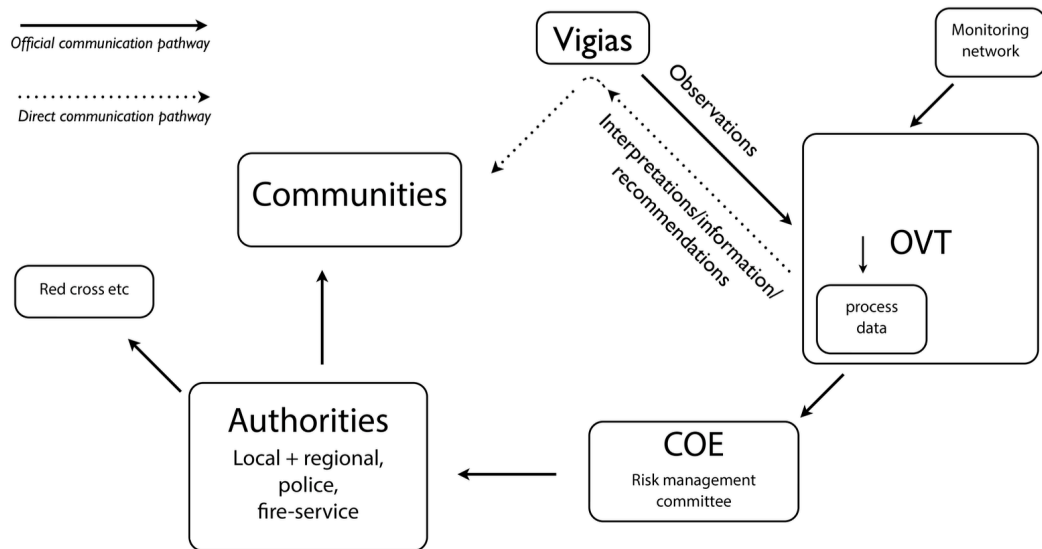 Official communication pathway
Direct communication pathway
Vigias
Monitoring
network
Observations
Interpretations/information/
recommendations
Communities
OVT
process
data
Red cross etc
Authorities
Local + regional,
police,
fire-service
COE
Risk management
committee